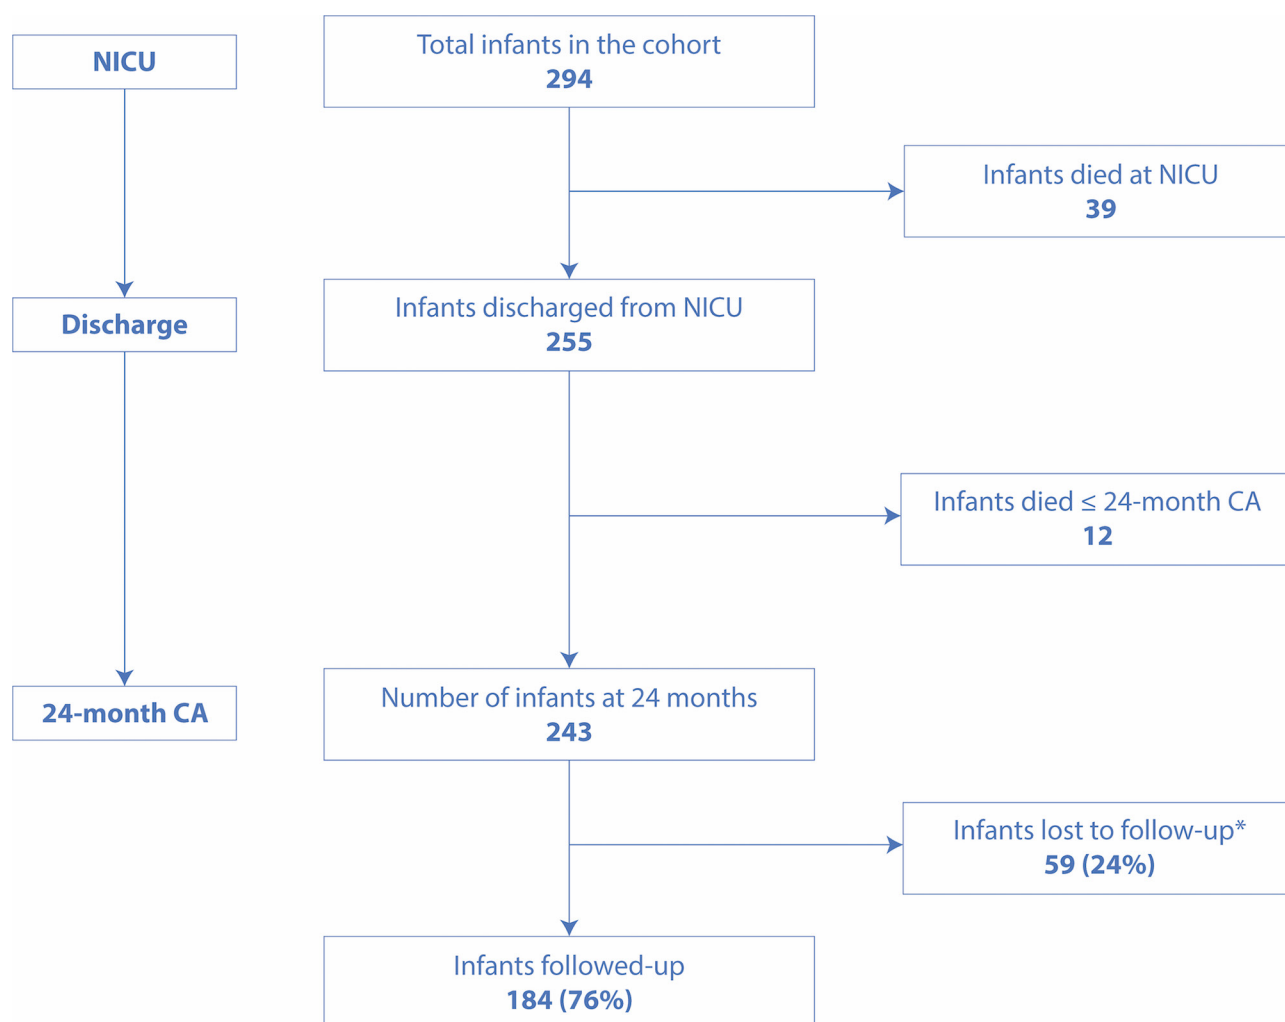 NICU
Total infants in the cohort
294
Infants died at NICU
39
Discharge
Infants discharged from NICU
255
Infants died ≤ 24-month CA
12
24-month CA
Number of infants at 24 months
243
Infants lost to follow-up*
59 (24%)
Infants followed-up
184 (76%)